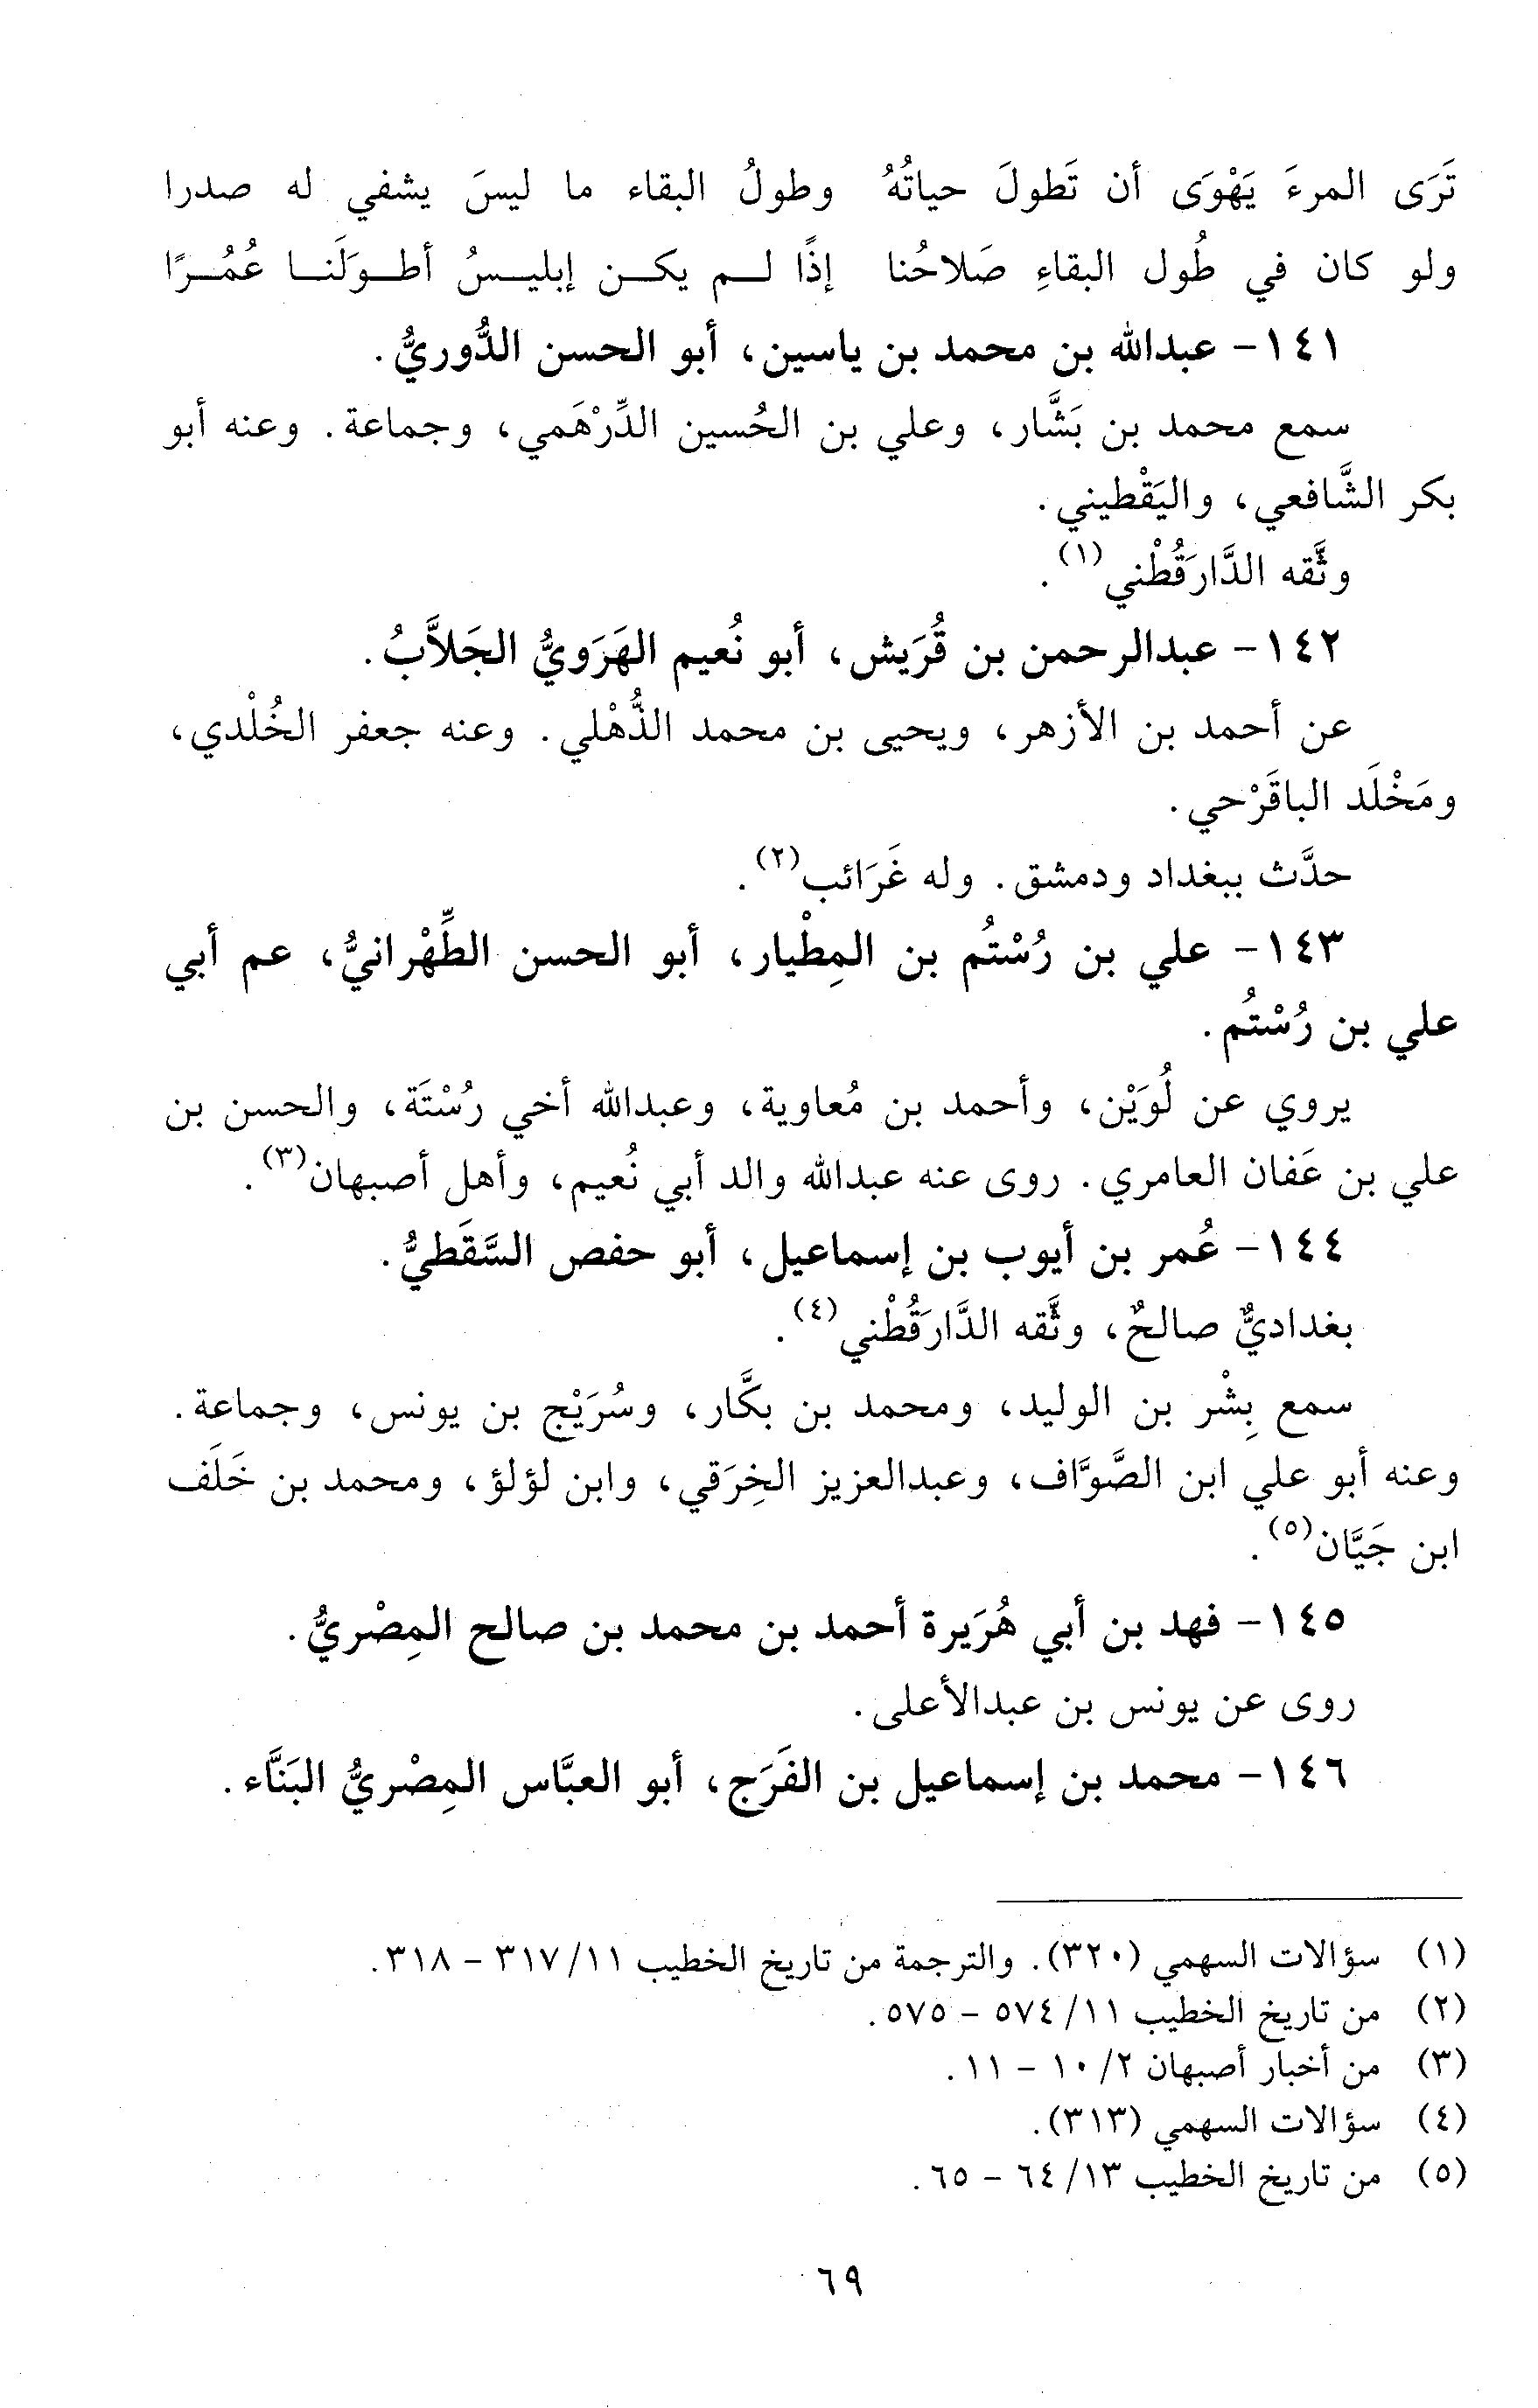 تَرَى المرءَ يَهْوَى أن تَطولَ حياتُهُ وطولُ البقاء ما ليسَ يشفي له صدرا
ولو كان في طُول البقاءِ صَلاحُنا إذًا لم يكن إبليسُ أطولَنا عُمُرًا
١٤١- عبدالله بن محمد بن ياسين، أبو الحسن الدُّوريُّ.
سمع محمد بن بَشَّار، وعلي بن الحُسين الدِّرْهَمي، وجماعة. وعنه أبو
بكر الشَّافعي، واليَقْطيني.
وثَّقه الدَّارَقُطْني(١).
١٤٢- عبدالرحمن بن قُرَيش، أبو نُعيم الهَرَويُّ الجَلاَّبُ.
عن أحمد بن الأزهر، ويحيى بن محمد الذُّهْلي. وعنه جعفر الخُلْدي،
ومَخْلَد الباقَرْحي.
حدَّث ببغداد ودمشق. وله غَرَائب(٢).
١٤٣- علي بن رُسْتُم بن المِطْيار، أبو الحسن الطِّهْرانيُّ، عم أبي
علي بن رُسْتُم.
يروي عن لُوَيْن، وأحمد بن مُعاوية، وعبدالله أخي رُسْتَة، والحسن بن
علي بن عَفان العامري. روى عنه عبدالله والد أبي نُعيم، وأهل أصبهان(٣).
١٤٤- عُمر بن أيوب بن إسماعيل، أبو حفص السَّقَطيُّ.
بغداديٌّ صالحٌ، وثَّقه الدَّارَقُطْني(٤).
سمع بِشْر بن الوليد، ومحمد بن بكَّار، وسُرَيْج بن يونس، وجماعة.
وعنه أبو علي ابن الصَّوَّاف، وعبدالعزيز الخِرَقي، وابن لؤلؤ، ومحمد بن خَلَف
ابن جَيَّان(٥).
١٤٥- فهد بن أبي هُرَيرة أحمد بن محمد بن صالح المِصْريُّ.
روى عن يونس بن عبدالأعلى.
١٤٦- محمد بن إسماعيل بن الفَرَج، أبو العبَّاس المِصْريُّ البَنَّاء.
(١) سؤالات السهمي (٣٢٠). والترجمة من تاريخ الخطيب ١١/ ٣١٧ - ٣١٨.
(٢) من تاريخ الخطيب ١١/ ٥٧٤ - ٥٧٥.
(٣) من أخبار أصبهان ٢/ ١٠ - ١١.
(٤) سؤالات السهمي (٣١٣).
(٥) من تاريخ الخطيب ١٣/ ٦٤ - ٦٥.
٦٩